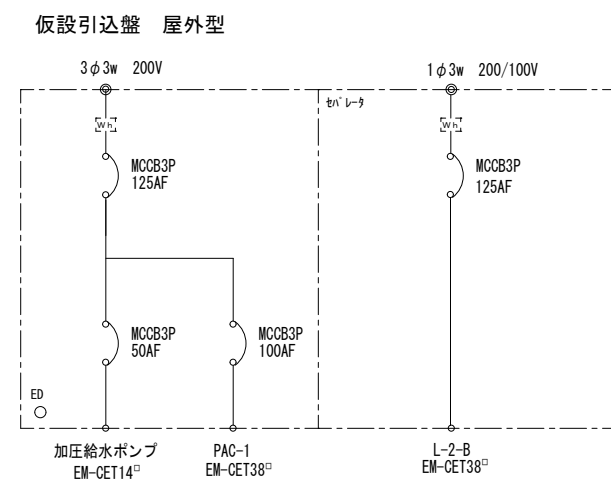 仮設引込盤　屋外型
3φ3w 200V
1φ3w 200/100V
ｾﾊﾟﾚｰﾀ
Wh
Wh
MCCB3P
125AF
MCCB3P
125AF
MCCB3P
50AF
MCCB3P
100AF
ED
加圧給水ポンプ
EM-CET14□
PAC-1
EM-CET38□
L-2-B
EM-CET38□